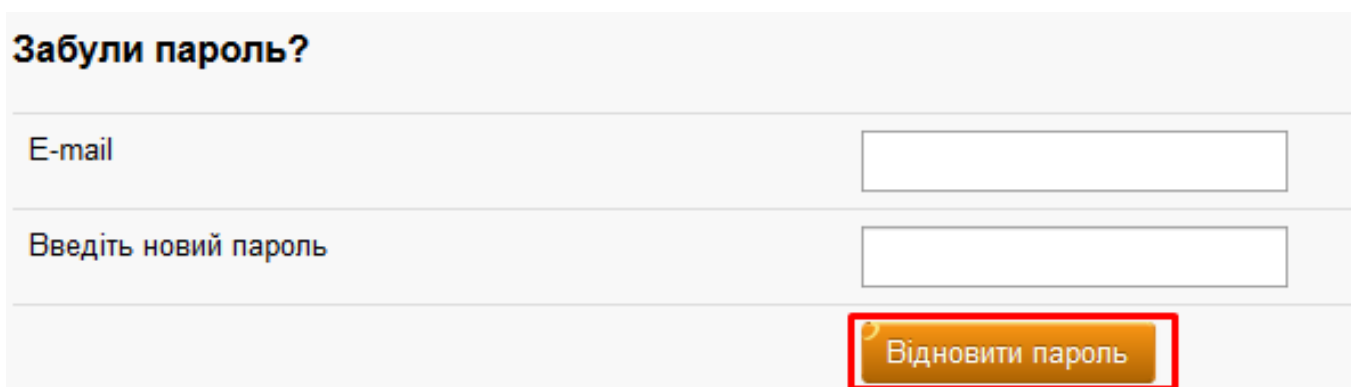 Забули пароль?
E-mail
Введіть новий пароль
Відновити пароль